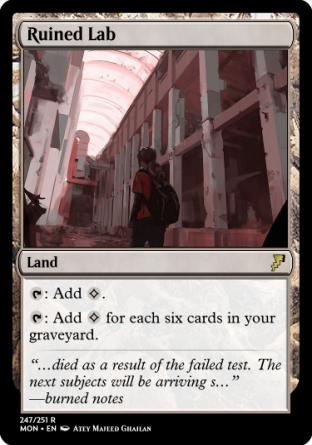 Ruined Lab
Land
: Add .
: Add for each six cards in your
graveyard.
“…died as a result of the failed test. The
next subjects will be arriving s…”
—burned notes
247/251 R
MON • EN Atey Majeed Ghailan